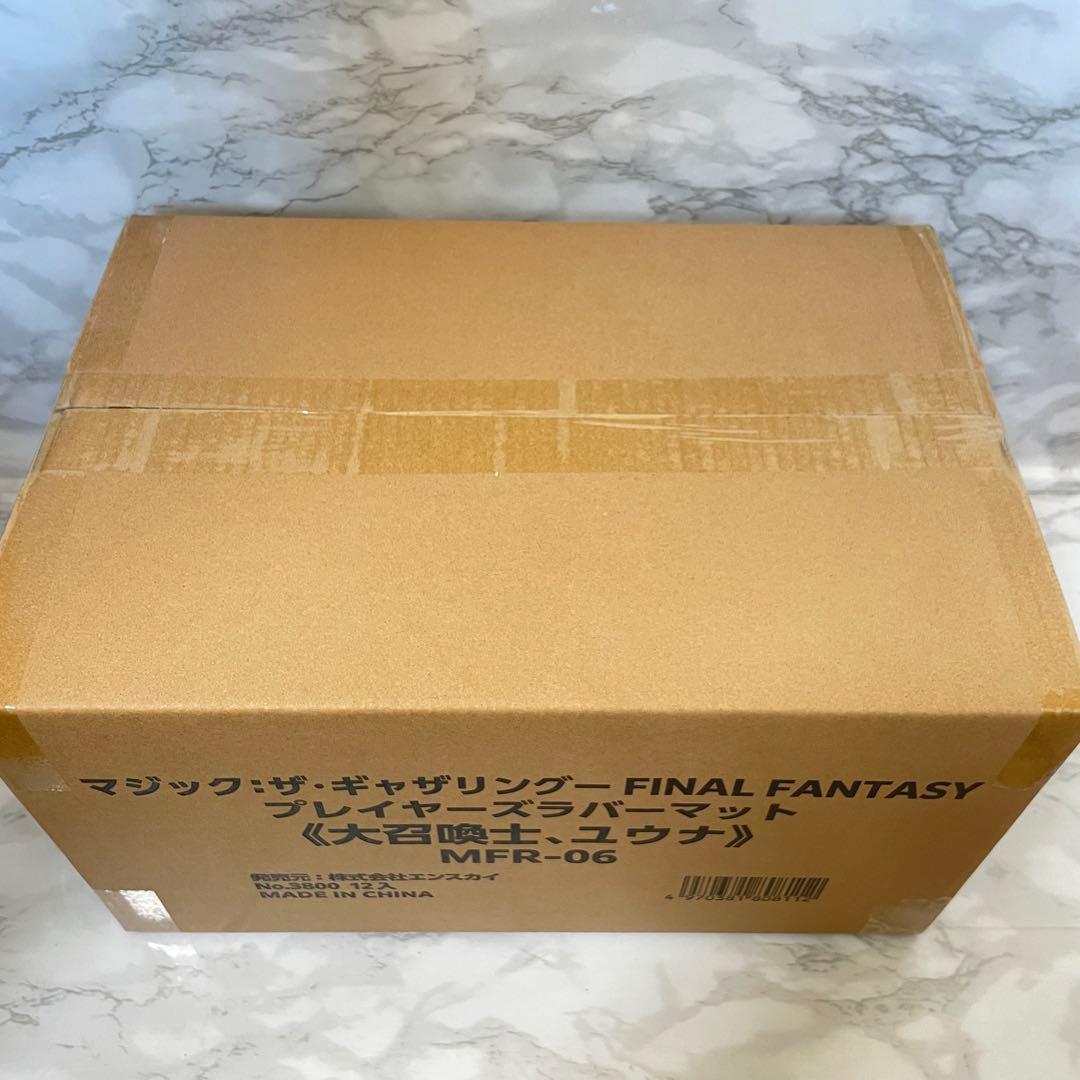 マジック:ザ・ギャザリングー FINAL FANTASY
プレイヤーズラバーマット
《大召喚士、ユウナ》
MFR-06
発売元：株式会社エンスカイ
No.3800 12入
MADE IN CHINA